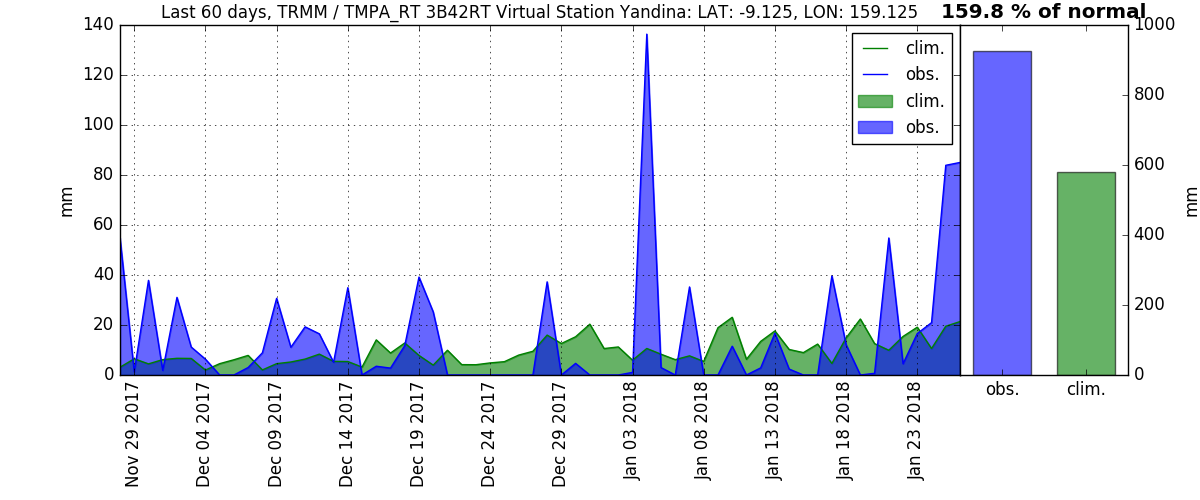 Last 60 days, TRMM / TMPA_RT 3B42RT Virtual Station Yandina: LAT: -9.125, LON: 159.125
159.8 % of normal
140
120
100
80
60
40
20
0
mm
clim.
obs.
clim.
obs.
1000
800
600
400
200
0
mm
Nov 29 2017
Dec 04 2017
Dec 09 2017
Dec 14 2017
Dec 19 2017
Dec 24 2017
Dec 29 2017
Jan 03 2018
Jan 08 2018
Jan 13 2018
Jan 18 2018
Jan 23 2018
obs.
clim.